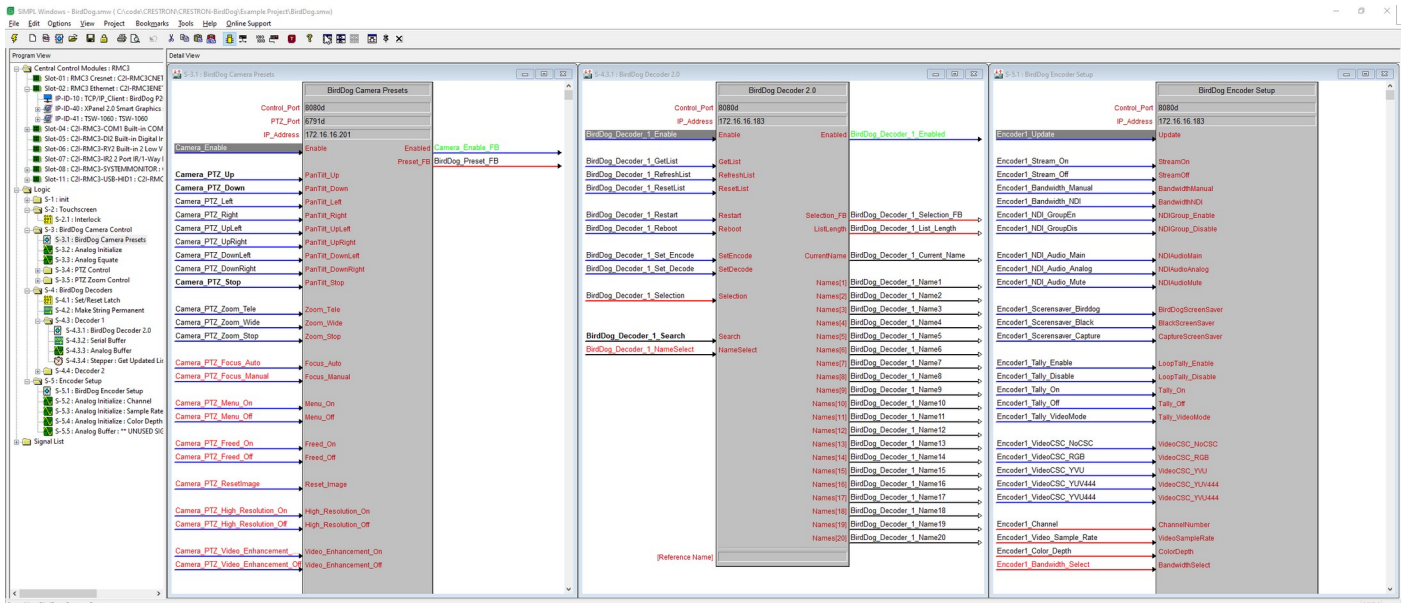 SIMPL Windows - BirdDog.smw ( C:\code\CRESTRON\CRESTRON-BirdDog\Example Project\BirdDog.smw)
File Edit Options View Project Bookmarks Tools Help Online Support
Program View
Central Control Modules : RMC3
Slot-01 : RMC3 Cresnet : C2I-RMC3CNET
Slot-02 : RMC3 Ethernet : C2I-RMC3ENE
IP-ID-10 : TCP/IP_Client : BirdDog P2
IP-ID-40 : XPanel 2.0 Smart Graphics
IP-ID-41 : TSW-1060 : TSW-1060
Slot-04 : C2I-RMC3-COM1 Built-in COM
Slot-05 : C2I-RMC3-DI2 Built-in Digital Ir
Slot-06 : C2I-RMC3-RY2 Built-in 2 Low V
Slot-07 : C2I-RMC3-IR2 2 Port IR/1-Way I
Slot-08 : C2I-RMC3-SYSTEMMONITOR :
Slot-11 : C2I-RMC3-USB-HID1 : C2I-RMC
Logic
S-1 : init
S-2 : Touchscreen
S-2.1 : Interlock
S-3 : BirdDog Camera Control
S-3.1 : BirdDog Camera Presets
S-3.2 : Analog Initialize
S-3.3 : Analog Equate
S-3.4 : PTZ Control
S-3.5 : PTZ Zoom Control
S-4 : BirdDog Decoders
S-4.1 : Set/Reset Latch
S-4.2 : Make String Permanent
S-4.3 : Decoder 1
S-4.3.1 : BirdDog Decoder 2.0
S-4.3.2 : Serial Buffer
S-4.3.3 : Analog Buffer
S-4.3.4 : Stepper : Get Updated Lis
S-4.4 : Decoder 2
S-5 : Encoder Setup
S-5.1 : BirdDog Encoder Setup
S-5.2 : Analog Initialize : Channel
S-5.3 : Analog Initialize : Sample Rate
S-5.4 : Analog Initialize : Color Depth
S-5.5 : Analog Buffer : ** UNUSED SIG
Signal List
Detail View
S-3.1 : BirdDog Camera Presets
BirdDog Camera Presets
Control_Port 8080d
PTZ_Port 6791d
IP_Address 172.16.16.201
Camera_Enable Enable Enabled Camera_Enable_FB
Preset_FB BirdDog_Preset_FB
Camera_PTZ_Up PanTilt_Up
Camera_PTZ_Down PanTilt_Down
Camera_PTZ_Left PanTilt_Left
Camera_PTZ_Right PanTilt_Right
Camera_PTZ_UpLeft PanTilt_UpLeft
Camera_PTZ_UpRight PanTilt_UpRight
Camera_PTZ_DownLeft PanTilt_DownLeft
Camera_PTZ_DownRight PanTilt_DownRight
Camera_PTZ_Stop PanTilt_Stop
Camera_PTZ_Zoom_Tele Zoom_Tele
Camera_PTZ_Zoom_Wide Zoom_Wide
Camera_PTZ_Zoom_Stop Zoom_Stop
Camera_PTZ_Focus_Auto Focus_Auto
Camera_PTZ_Focus_Manual Focus_Manual
Camera_PTZ_Menu_On Menu_On
Camera_PTZ_Menu_Off Menu_Off
Camera_PTZ_Freed_On Freed_On
Camera_PTZ_Freed_Off Freed_Off
Camera_PTZ_ResetImage Reset_Image
Camera_PTZ_High_Resolution_On High_Resolution_On
Camera_PTZ_High_Resolution_Off High_Resolution_Off
Camera_PTZ_Video_Enhancement_ Video_Enhancement_On
Camera_PTZ_Video_Enhancement_Off Video_Enhancement_Off
S-4.3.1 : BirdDog Decoder 2.0
BirdDog Decoder 2.0
Control_Port 8080d
IP_Address 172.16.16.183
BirdDog_Decoder_1_Enable Enable Enabled BirdDog_Decoder_1_Enabled
BirdDog_Decoder_1_GetList GetList
BirdDog_Decoder_1_RefreshList RefreshList
BirdDog_Decoder_1_ResetList ResetList
BirdDog_Decoder_1_Restart Restart Selection_FB BirdDog_Decoder_1_Selection_FB
BirdDog_Decoder_1_Reboot Reboot ListLength BirdDog_Decoder_1_List_Length
BirdDog_Decoder_1_Set_Encode SetEncode CurrentName BirdDog_Decoder_1_Current_Name
BirdDog_Decoder_1_Set_Decode SetDecode
Names[1] BirdDog_Decoder_1_Name1
BirdDog_Decoder_1_Selection Selection Names[2] BirdDog_Decoder_1_Name2
Names[3] BirdDog_Decoder_1_Name3
Names[4] BirdDog_Decoder_1_Name4
BirdDog_Decoder_1_Search Search Names[5] BirdDog_Decoder_1_Name5
BirdDog_Decoder_1_NameSelect NameSelect Names[6] BirdDog_Decoder_1_Name6
Names[7] BirdDog_Decoder_1_Name7
Names[8] BirdDog_Decoder_1_Name8
Names[9] BirdDog_Decoder_1_Name9
Names[10] BirdDog_Decoder_1_Name10
Names[11] BirdDog_Decoder_1_Name11
Names[12] BirdDog_Decoder_1_Name12
Names[13] BirdDog_Decoder_1_Name13
Names[14] BirdDog_Decoder_1_Name14
Names[15] BirdDog_Decoder_1_Name15
Names[16] BirdDog_Decoder_1_Name16
Names[17] BirdDog_Decoder_1_Name17
Names[18] BirdDog_Decoder_1_Name18
Names[19] BirdDog_Decoder_1_Name19
Names[20] BirdDog_Decoder_1_Name20
[Reference Name]
S-5.1 : BirdDog Encoder Setup
BirdDog Encoder Setup
Control_Port 8080d
IP_Address 172.16.16.183
Encoder1_Update Update
Encoder1_Stream_On StreamOn
Encoder1_Stream_Off StreamOff
Encoder1_Bandwidth_Manual BandwidthManual
Encoder1_Bandwidth_NDI BandwidthNDI
Encoder1_NDI_GroupEn NDIGroup_Enable
Encoder1_NDI_GroupDis NDIGroup_Disable
Encoder1_NDI_Audio_Main NDIAudioMain
Encoder1_NDI_Audio_Analog NDIAudioAnalog
Encoder1_NDI_Audio_Mute NDIAudioMute
Encoder1_Scorensaver_Birddog BirdDogScreenSaver
Encoder1_Scorensaver_Black BlackScreenSaver
Encoder1_Scorensaver_Capture CaptureScreenSaver
Encoder1_Tally_Enable LoopTally_Enable
Encoder1_Tally_Disable LoopTally_Disable
Encoder1_Tally_On Tally_On
Encoder1_Tally_Off Tally_Off
Encoder1_Tally_VideoMode Tally_VideoMode
Encoder1_VideoCSC_NoCSC VideoCSC_NoCSC
Encoder1_VideoCSC_RGB VideoCSC_RGB
Encoder1_VideoCSC_YVU VideoCSC_YVU
Encoder1_VideoCSC_YUV444 VideoCSC_YUV444
Encoder1_VideoCSC_YVU444 VideoCSC_YVU444
Encoder1_Channel ChannelNumber
Encoder1_Video_Sample_Rate VideoSampleRate
Encoder1_Color_Depth ColorDepth
Encoder1_Bandwidth_Select BandwidthSelect